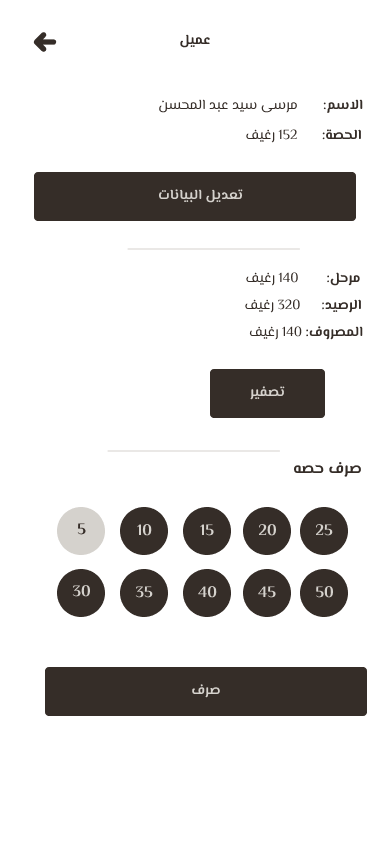 عميل
الاسم: مرسى سيد عبد المحسن
الحصة: 152 رغيف
تعديل البيانات
مرحل: 140 رغيف
الرصيد: 320 رغيف
المصروف: 140 رغيف
تصفير
صرف حصه
25 20 15 10 5
50 45 40 35 30
صرف